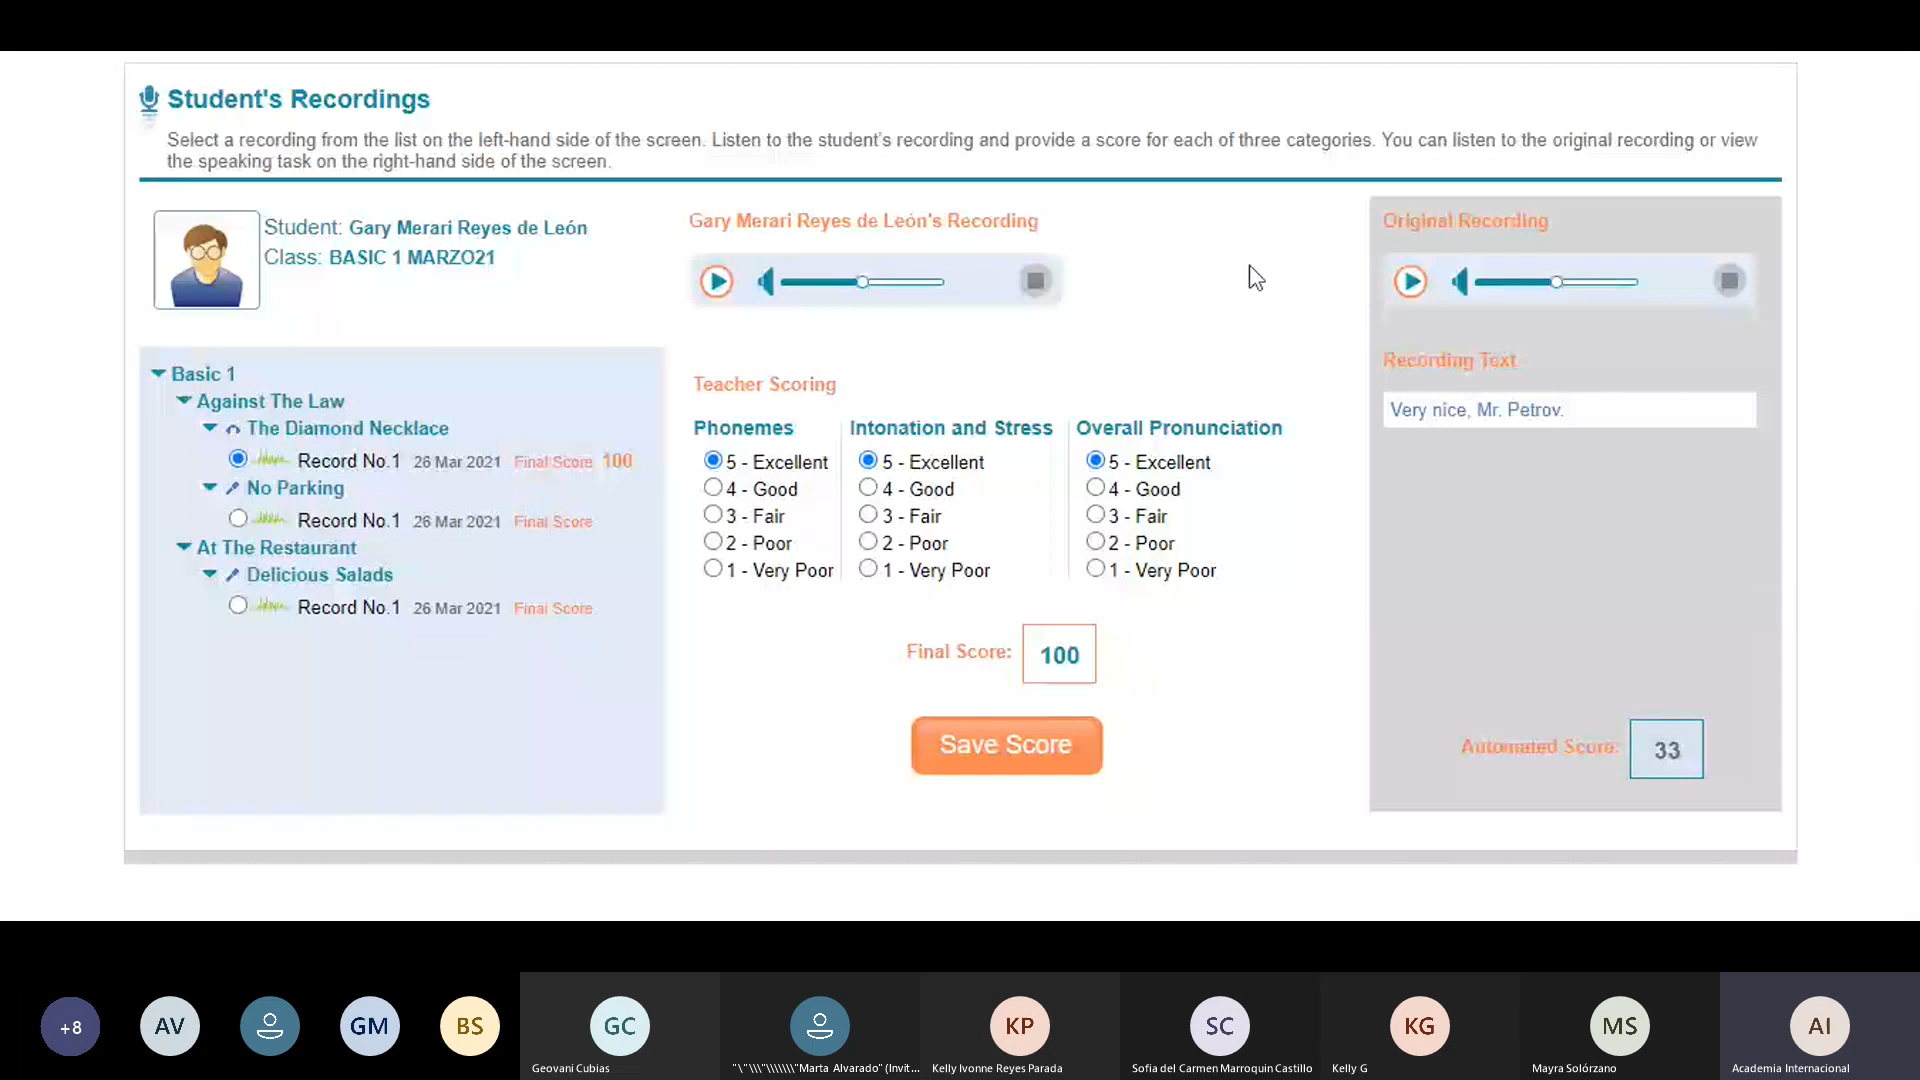 Student's Recordings
Select a recording from the list on the left-hand side of the screen. Listen to the student's recording and provide a score for each of three categories. You can listen to the original recording or view
the speaking task on the right-hand side of the screen.
Student: Gary Merari Reyes de León
Class: BASIC 1 MARZO21
Basic 1
Against The Law
The Diamond Necklace
Record No.1 26 Mar 2021 Final Score 100
No Parking
Record No.1 26 Mar 2021 Final Score
At The Restaurant
Delicious Salads
Record No.1 26 Mar 2021 Final Score
Gary Merari Reyes de León's Recording
Teacher Scoring
Phonemes Intonation and Stress Overall Pronunciation
5 - Excellent 5 - Excellent 5 - Excellent
4 - Good 4 - Good 4 - Good
3 - Fair 3 - Fair 3 - Fair
2 - Poor 2 - Poor 2 - Poor
1 - Very Poor 1 - Very Poor 1 - Very Poor
Final Score: 100
Save Score
Original Recording
Recording Text
Very nice, Mr. Petrov.
Automated Score: 33
+8 AV GM BS GC KP SC KG MS AI
Geovani Cubias "\"\\\"\\\\\\\"Marta Alvarado" (Invit... Kelly Ivonne Reyes Parada Sofia del Carmen Marroquin Castillo Kelly G Mayra Solórzano Academia Internacional